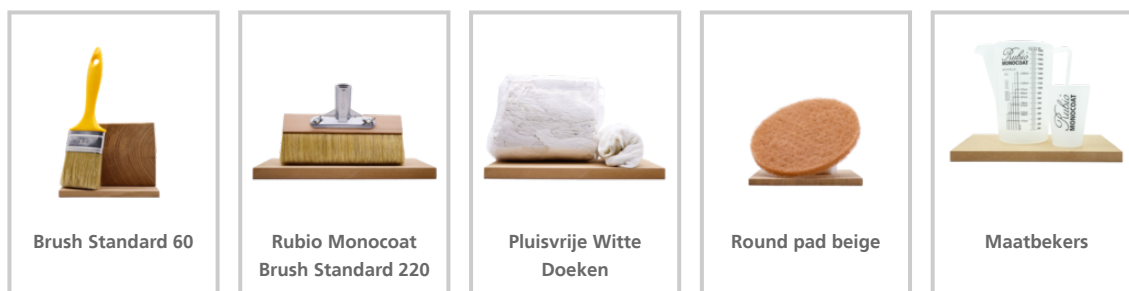 Rubio
MONOCOAT
Rubio
MONOCOAT
Brush Standard 60
Rubio Monocoat
Brush Standard 220
Pluisvrije Witte
Doeken
Round pad beige
Maatbekers